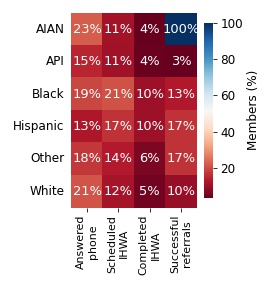 AIAN 23% 11% 4% 100%
API 15% 11% 4% 3%
Black 19% 21% 10% 13%
Hispanic 13% 17% 10% 17%
Other 18% 14% 6% 17%
White 21% 12% 5% 10%
Answered
phone
Scheduled
IHWA
Completed
IHWA
Successful
referrals
100
80
60
40
20
Members (%)